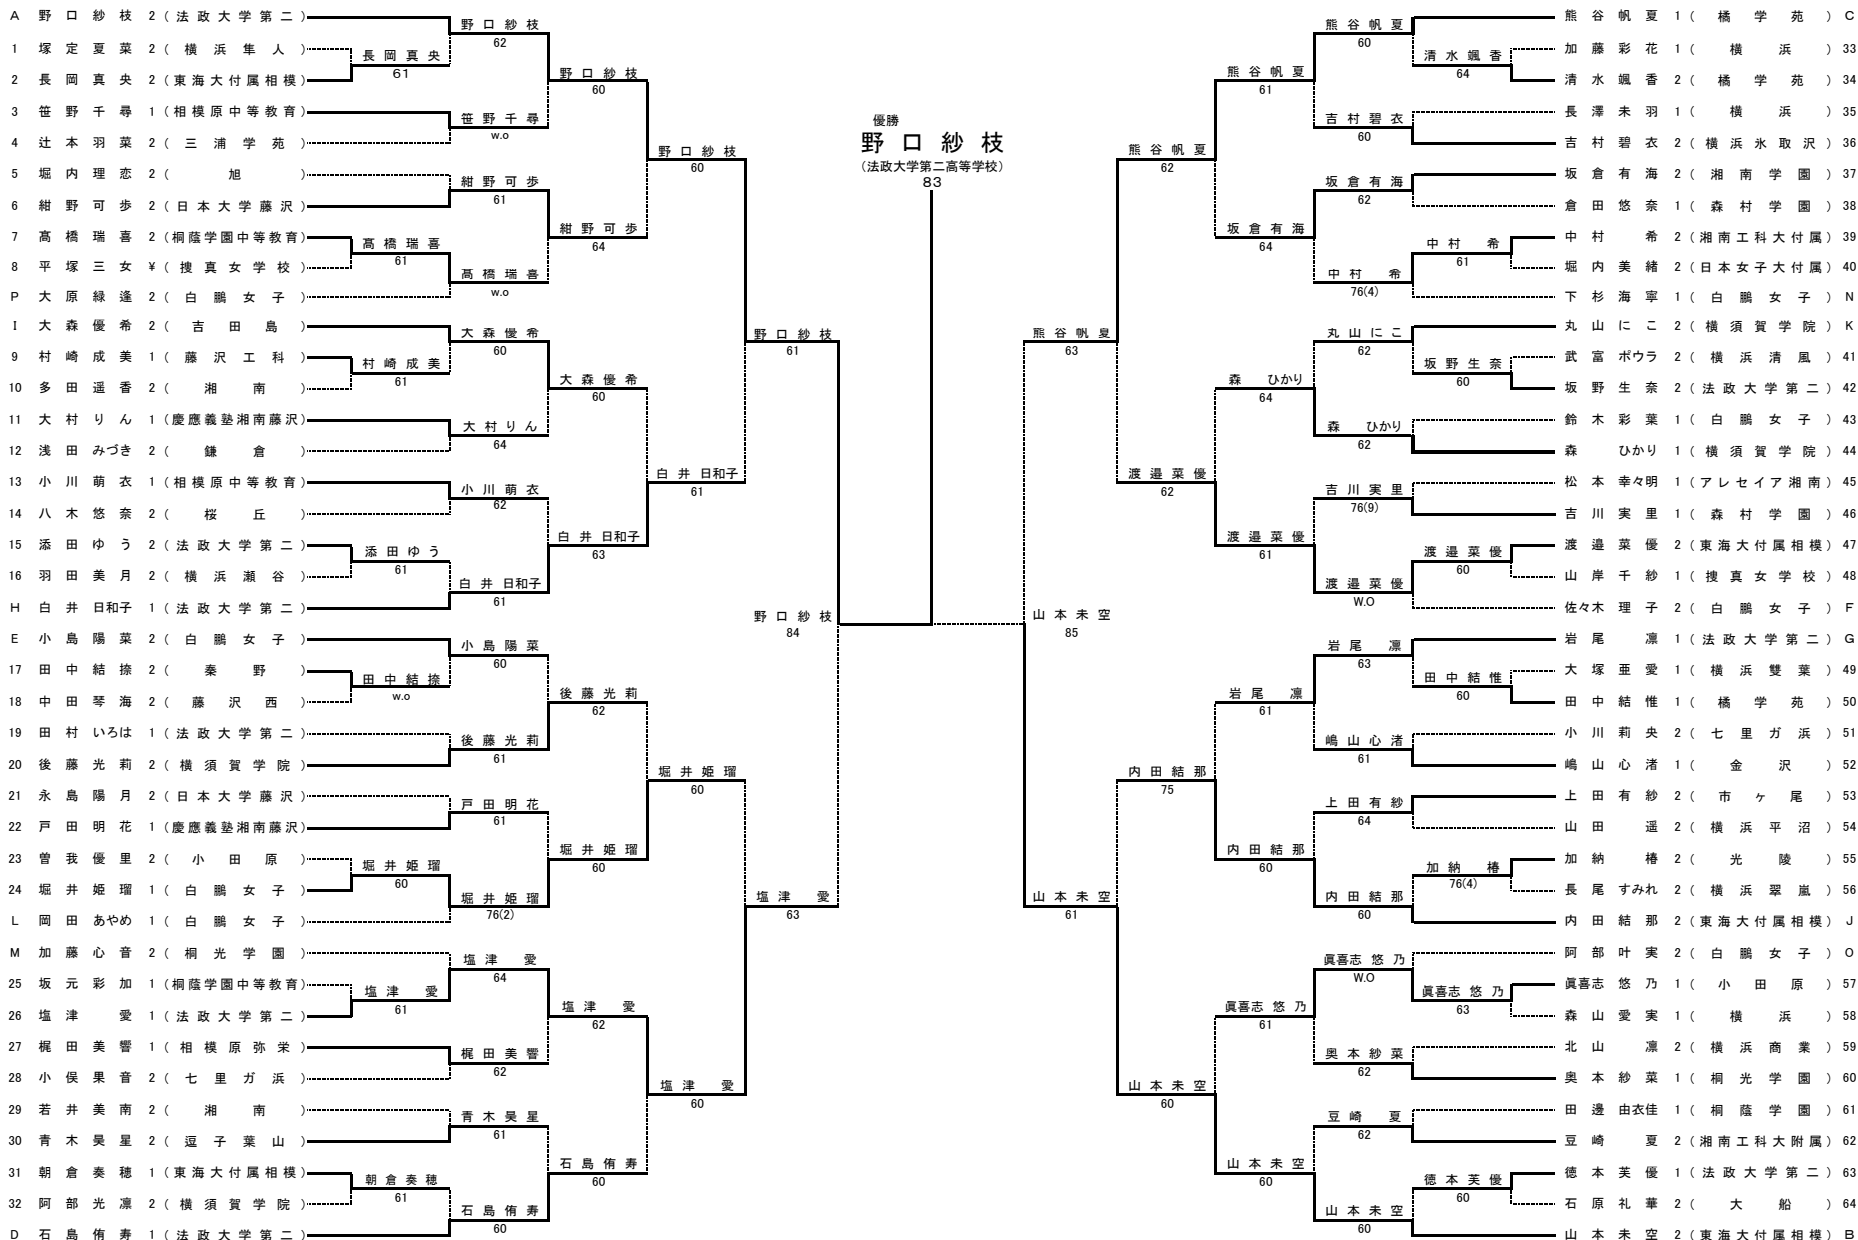 優勝
野口紗枝
(法政大学第二高等学校)
83
A 野口紗枝 2 (法政大学第二)
1 塚定夏菜 2 (横浜隼人)
2 長岡真央 2 (東海大付属相模)
3 笹野千尋 1 (相模原中等教育)
4 辻本羽菜 2 (三浦学苑)
5 堀内理恋 2 (旭)
6 紺野可歩 2 (日本大学藤沢)
7 髙橋瑞喜 2 (桐蔭学園中等教育)
8 平塚三女 ¥ (捜真女学校)
P 大原緑逢 2 (白鵬女子)
I 大森優希 2 (吉田島)
9 村崎成美 1 (藤沢工科)
10 多田遥香 2 (湘南)
11 大村りん 1 (慶應義塾湘南藤沢)
12 浅田みづき 2 (鎌倉)
13 小川萌衣 1 (相模原中等教育)
14 八木悠奈 2 (桜丘)
15 添田ゆう 2 (法政大学第二)
16 羽田美月 2 (横浜瀬谷)
H 白井日和子 1 (法政大学第二)
E 小島陽菜 2 (白鵬女子)
17 田中結捺 2 (秦野)
18 中田琴海 2 (藤沢西)
19 田村いろは 1 (法政大学第二)
20 後藤光莉 2 (横須賀学院)
21 永島陽月 2 (日本大学藤沢)
22 戸田明花 1 (慶應義塾湘南藤沢)
23 曽我優里 2 (小田原)
24 堀井姫瑠 1 (白鵬女子)
L 岡田あやめ 1 (白鵬女子)
M 加藤心音 2 (桐光学園)
25 坂元彩加 1 (桐蔭学園中等教育)
26 塩津愛 1 (法政大学第二)
27 梶田美響 1 (相模原弥栄)
28 小俣果音 2 (七里ガ浜)
29 若井美南 2 (湘南)
30 青木昊星 2 (逗子葉山)
31 朝倉奏穂 1 (東海大付属相模)
32 阿部光凛 2 (横須賀学院)
D 石島侑寿 1 (法政大学第二)
長岡真央
61
髙橋瑞喜
61
村崎成美
61
添田ゆう
61
田中結捺
w.o
堀井姫瑠
60
塩津愛
61
朝倉奏穂
61
野口紗枝
62
笹野千尋
w.o
紺野可歩
61
髙橋瑞喜
w.o
大森優希
60
大村りん
64
小川萌衣
62
白井日和子
61
小島陽菜
60
後藤光莉
61
戸田明花
61
堀井姫瑠
76(2)
塩津愛
64
梶田美響
62
青木昊星
61
石島侑寿
60
野口紗枝
60
紺野可歩
64
大森優希
60
白井日和子
63
後藤光莉
62
堀井姫瑠
60
塩津愛
62
石島侑寿
60
野口紗枝
60
白井日和子
61
堀井姫瑠
60
塩津愛
60
野口紗枝
61
塩津愛
63
野口紗枝
84
山本未空
85
熊谷帆夏
63
山本未空
61
熊谷帆夏
62
渡邉菜優
62
内田結那
75
山本未空
60
熊谷帆夏
61
坂倉有海
64
森ひかり
64
渡邉菜優
61
岩尾凛
61
内田結那
60
眞喜志悠乃
61
山本未空
60
熊谷帆夏
60
吉村碧衣
60
坂倉有海
62
中村希
76(4)
丸山にこ
62
森ひかり
62
吉川実里
76(9)
渡邉菜優
W.O
岩尾凛
63
嶋山心渚
61
上田有紗
64
内田結那
60
眞喜志悠乃
W.O
奥本紗菜
62
豆崎夏
62
山本未空
60
清水颯香
64
中村希
61
坂野生奈
60
渡邉菜優
60
田中結惟
60
加納椿
76(4)
眞喜志悠乃
63
德本芙優
60
熊谷帆夏 1 (橘学苑) C
加藤彩花 1 (横浜) 33
清水颯香 2 (橘学苑) 34
長澤未羽 1 (横浜) 35
吉村碧衣 2 (横浜氷取沢) 36
坂倉有海 2 (湘南学園) 37
倉田悠奈 1 (森村学園) 38
中村希 2 (湘南工科大付属) 39
堀内美緒 2 (日本女子大付属) 40
下杉海寧 1 (白鵬女子) N
丸山にこ 2 (横須賀学院) K
武富ポウラ 2 (横浜清風) 41
坂野生奈 2 (法政大学第二) 42
鈴木彩葉 1 (白鵬女子) 43
森ひかり 1 (横須賀学院) 44
松本幸々明 1 (アレセイア湘南) 45
吉川実里 1 (森村学園) 46
渡邉菜優 2 (東海大付属相模) 47
山岸千紗 1 (捜真女学校) 48
佐々木理子 2 (白鵬女子) F
岩尾凛 1 (法政大学第二) G
大塚亜愛 1 (横浜雙葉) 49
田中結惟 1 (橘学苑) 50
小川莉央 2 (七里ガ浜) 51
嶋山心渚 1 (金沢) 52
上田有紗 2 (市ヶ尾) 53
山田遥 2 (横浜平沼) 54
加納椿 2 (光陵) 55
長尾すみれ 2 (横浜翠嵐) 56
内田結那 2 (東海大付属相模) J
阿部叶実 2 (白鵬女子) O
眞喜志悠乃 1 (小田原) 57
森山愛実 1 (横浜) 58
北山凛 2 (横浜商業) 59
奥本紗菜 1 (桐光学園) 60
田邊由衣佳 1 (桐蔭学園) 61
豆崎夏 2 (湘南工科大附属) 62
德本芙優 1 (法政大学第二) 63
石原礼華 2 (大船) 64
山本未空 2 (東海大付属相模) B